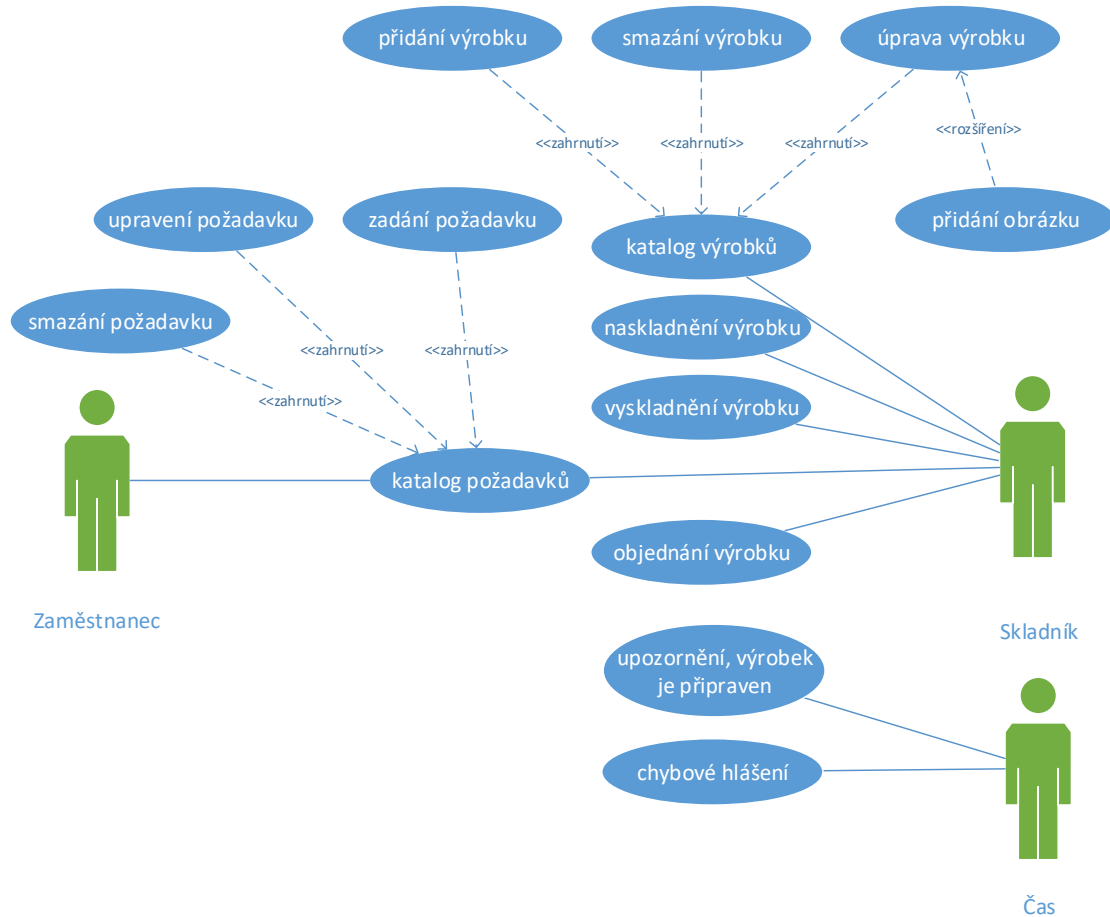 přidání výrobku
smazání výrobku
úprava výrobku
<<zahrnutí>>
<<zahrnutí>>
<<zahrnutí>>
<<rozšíření>>
upravení požadavku
zadání požadavku
katalog výrobků
přidání obrázku
smazání požadavku
naskladnění výrobku
<<zahrnutí>>
<<zahrnutí>>
<<zahrnutí>>
vyskladnění výrobku
katalog požadavků
objednání výrobku
Zaměstnanec
Skladník
upozornění, výrobek
je připraven
chybové hlášení
Čas